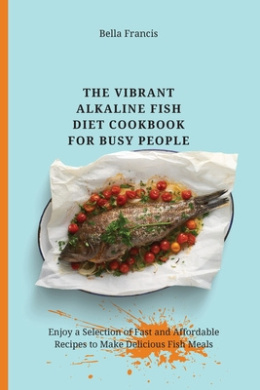 Bella Francis
THE VIBRANT
ALKALINE FISH
DIET COOKBOOK
FOR BUSY PEOPLE
Enjoy a Selection of Fast and Affordable
Recipes to Make Delicious Fish Meals